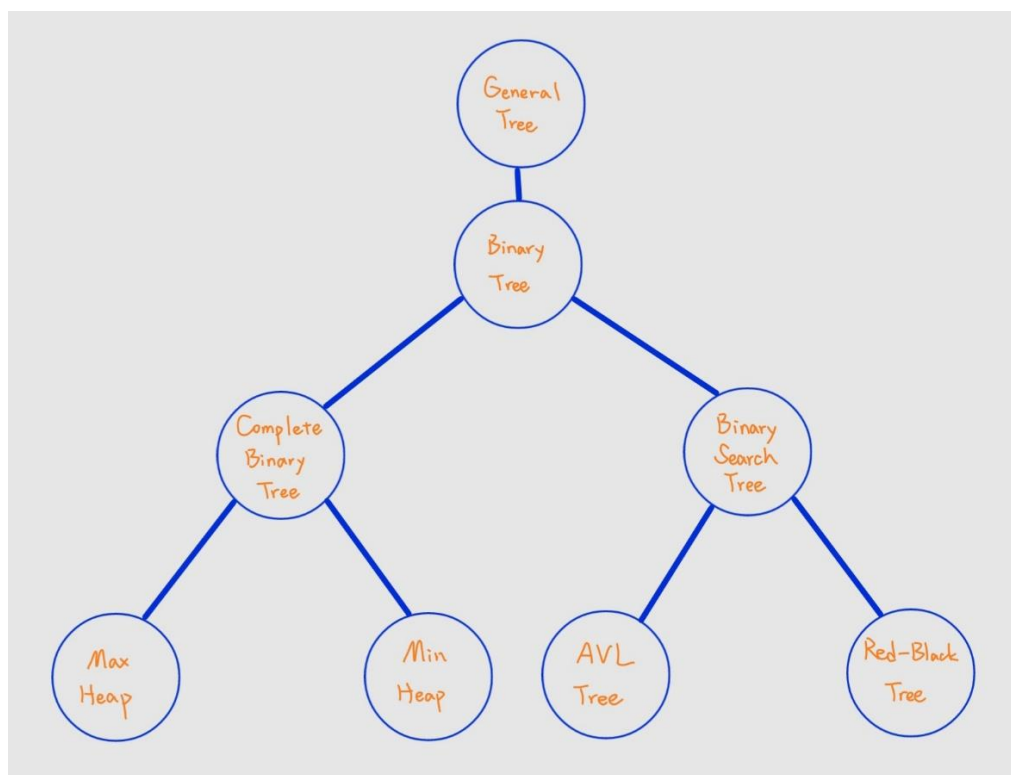 General
Tree
Binary
Tree
Complete
Binary
Tree
Binary
Search
Tree
Max
Heap
Min
Heap
AVL
Tree
Red-Black
Tree